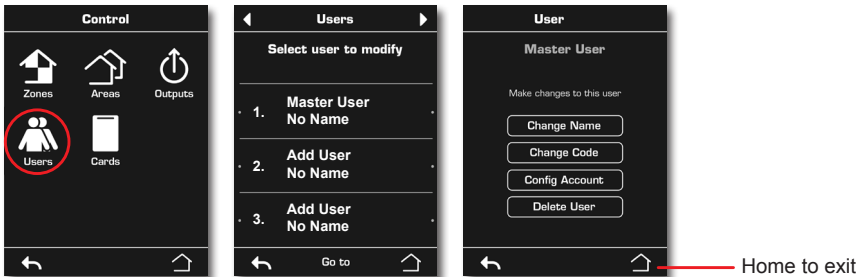 Control
Zones
Areas
Outputs
Users
Cards
Users
Select user to modify
1.
Master User
No Name
2.
Add User
No Name
3.
Add User
No Name
Go to
User
Master User
Make changes to this user
Change Name
Change Code
Config Account
Delete User
Home to exit